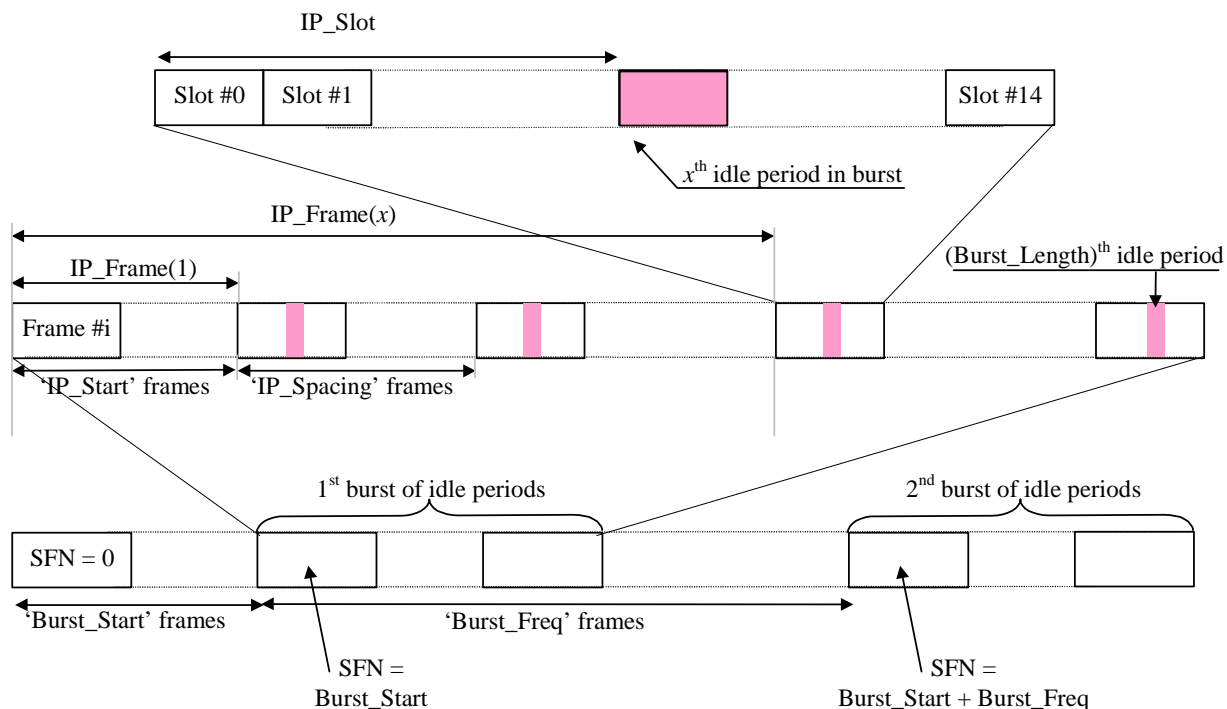 IP_Slot
Slot #0 Slot #1 Slot #14
xth idle period in burst
IP_Frame(x)
IP_Frame(1)
(Burst_Length)th idle period
Frame #i
‘IP_Start’ frames ‘IP_Spacing’ frames
1st burst of idle periods 2nd burst of idle periods
SFN = 0
‘Burst_Start’ frames ‘Burst_Freq’ frames
SFN =
Burst_Start
SFN =
Burst_Start + Burst_Freq